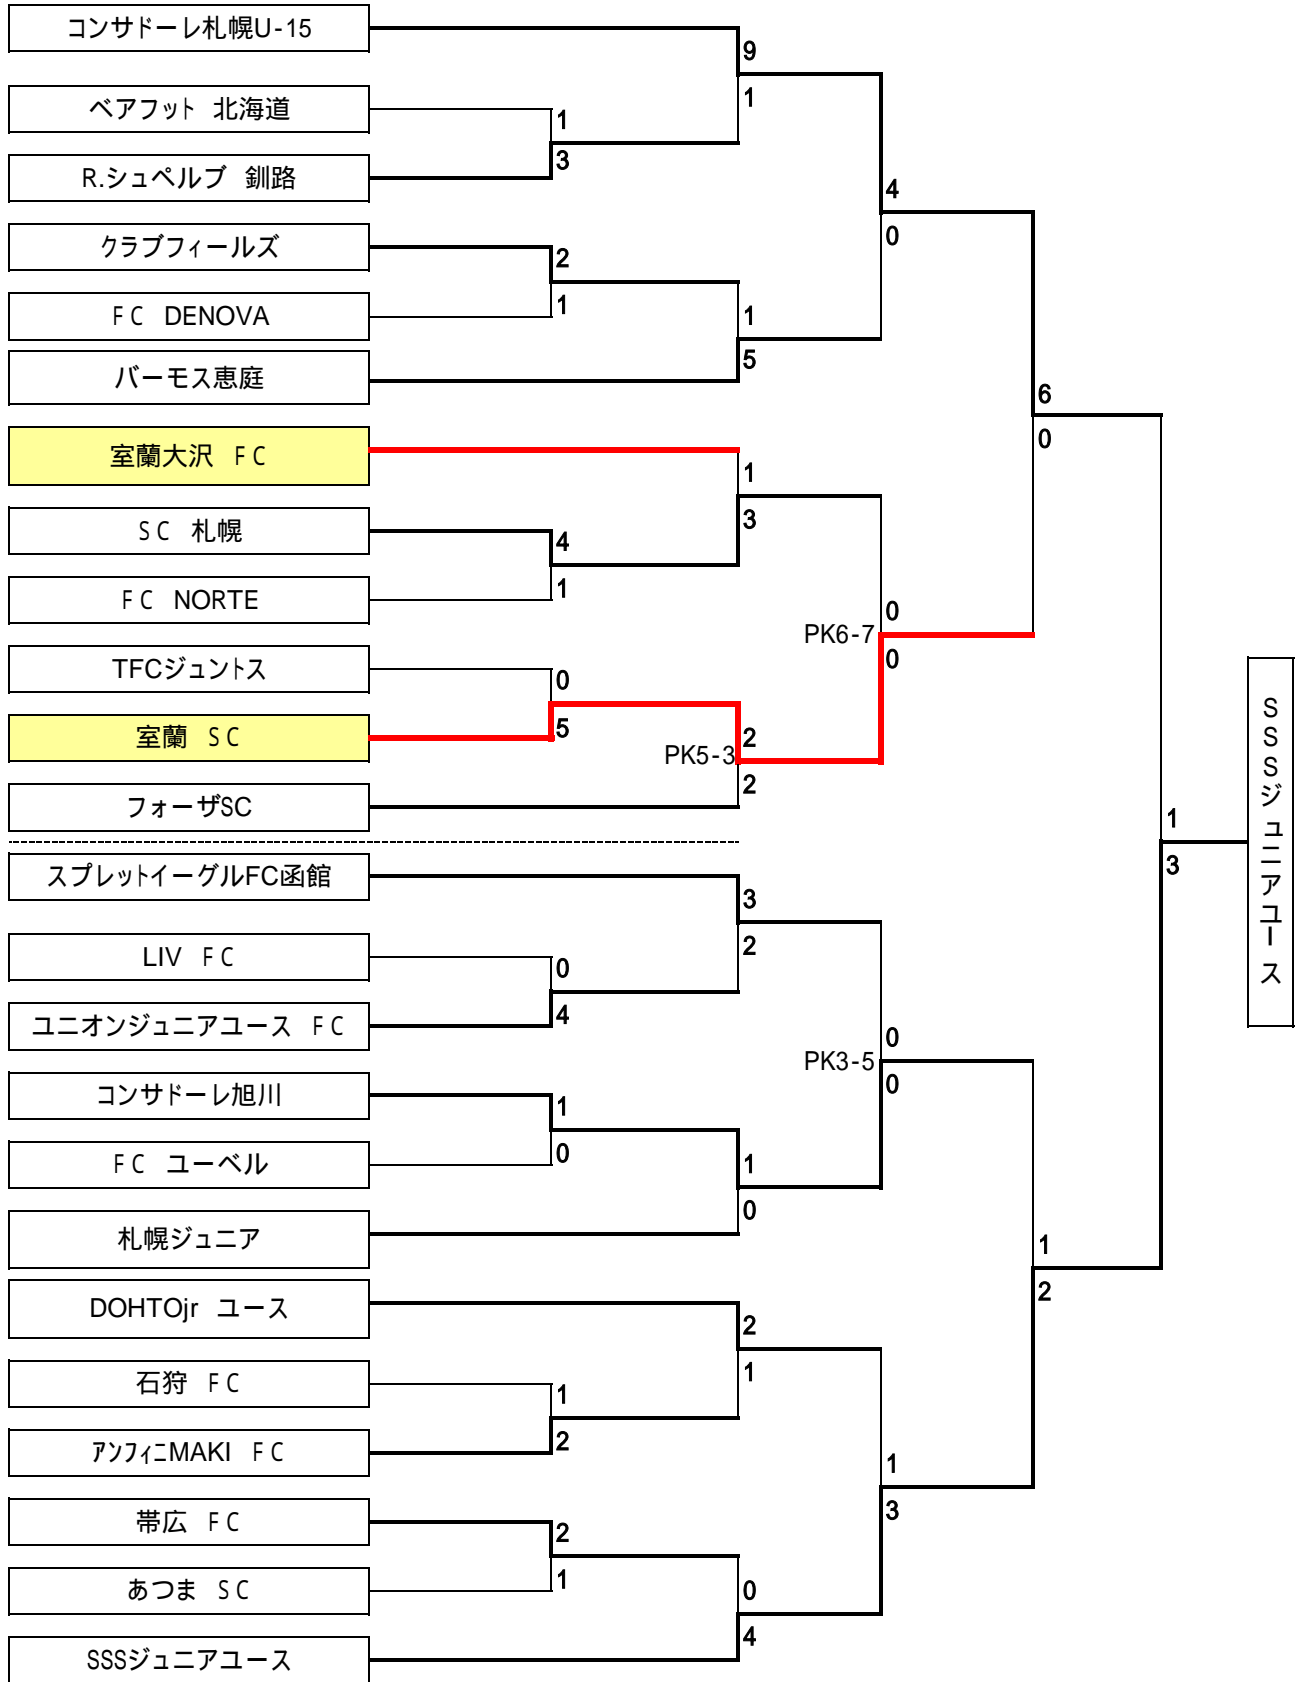 コンサドーレ札幌U-15
9
ベアフット 北海道
1
1
R.シュペルブ 釧路
3
4
クラブフィールズ
2
0
FC DENOVA
1
1
バーモス恵庭
5
6
室蘭大沢 FC
0
1
SC 札幌
4
3
FC NORTE
1
0
PK6-7
TFCジュントス
0
0
室蘭 SC
5
2
PK5-3
フォーザSC
2
SSSジュニアユース
1
3
スプレットイーグルFC函館
3
LIV FC
0
2
ユニオンジュニアユース FC
4
0
PK3-5
コンサドーレ旭川
1
0
FC ユーベル
0
1
札幌ジュニア
0
1
DOHTOjr ユース
2
2
石狩 FC
1
1
アンフィニMAKI FC
2
1
帯広 FC
2
3
あつま SC
1
0
SSSジュニアユース
4